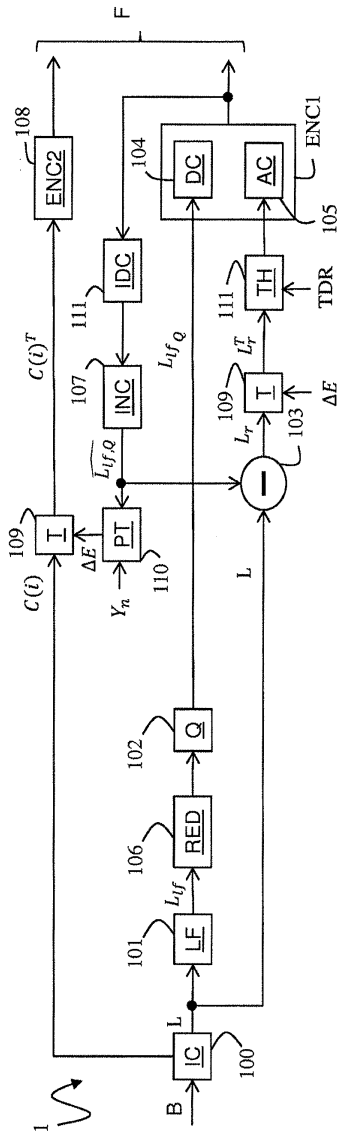 1
B
IC
100
L
C(i)
LF
101
L_{lf}
RED
106
Q
102
L
Y_n
PT
110
ΔE
I
109
C(i)^T
\widehat{L_{lf,Q}}
INC
107
IDC
111
L_{lf Q}
103
L_r
I
109
ΔE
L_r^T
TH
111
TDR
DC
104
AC
105
ENC1
ENC2
108
F